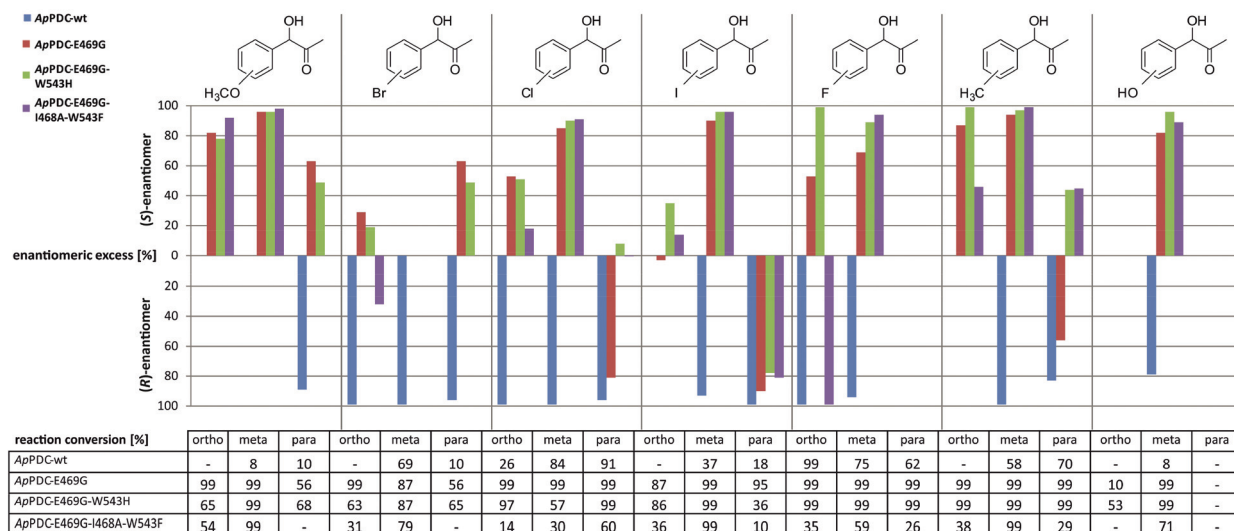 ApPDC-wt
ApPDC-E469G
ApPDC-E469G-
W543H
ApPDC-E469G-
I468A-W543F
OH OH OH OH OH OH OH
O O O O O O O
H₃CO Br Cl I F H₃C HO
100
80
60
40
20
0
20
40
60
80
100
(S)-enantiomer
enantiomeric excess [%]
(R)-enantiomer
reaction conversion [%] ortho meta para ortho meta para ortho meta para ortho meta para ortho meta para ortho meta para ortho meta para
ApPDC-wt - 8 10 - 69 10 26 84 91 - 37 18 99 75 62 - 58 70 - 8 -
ApPDC-E469G 99 99 56 99 87 56 99 99 99 87 99 95 99 99 99 99 99 99 10 99 -
ApPDC-E469G-W543H 65 99 68 63 87 65 97 57 99 86 99 36 99 99 99 99 99 99 53 99 -
ApPDC-E469G-I468A-W543F 54 99 - 31 79 - 14 30 60 36 99 10 35 59 26 38 99 29 - 71 -